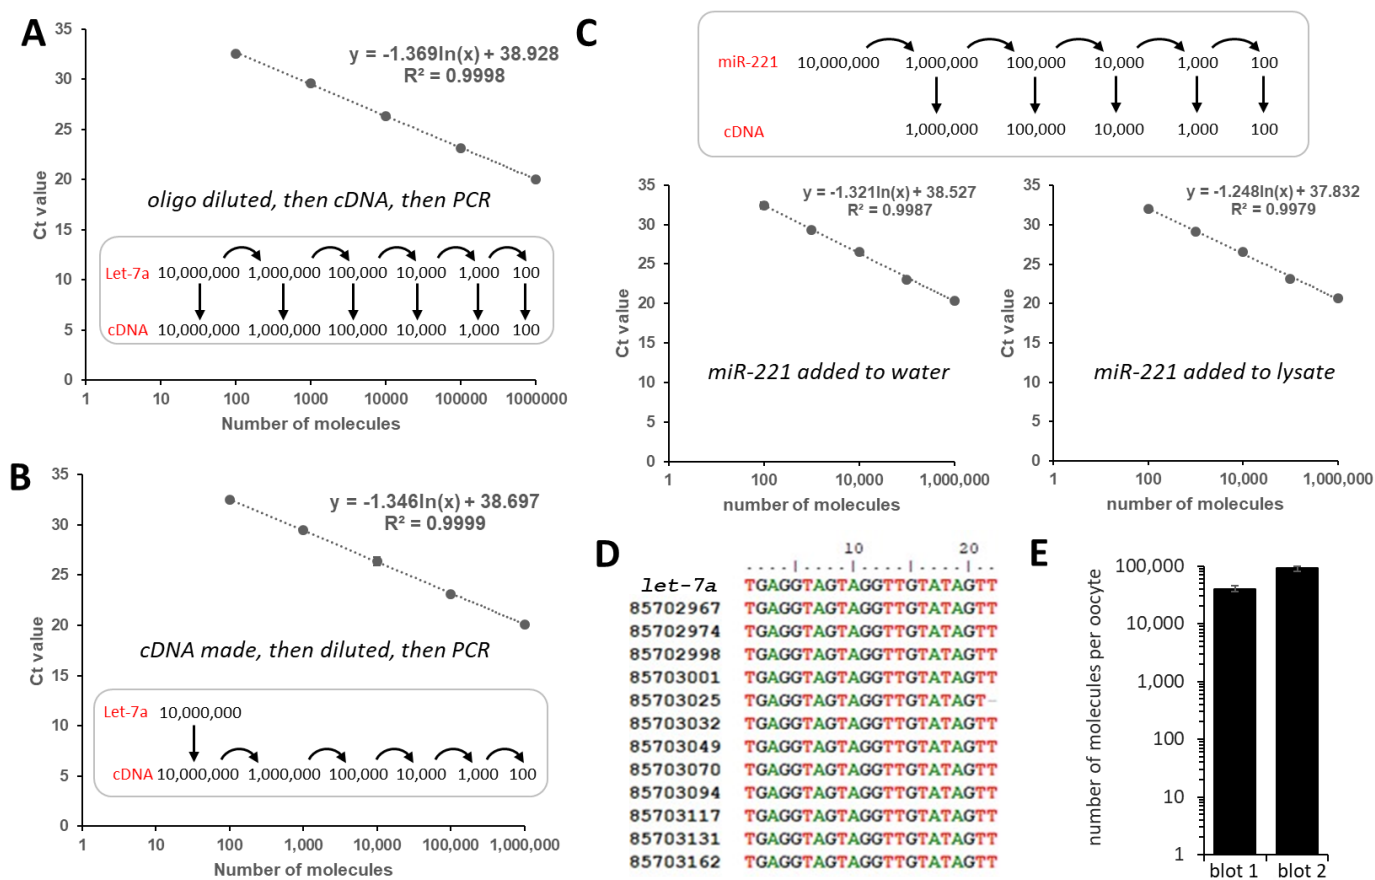 A
35
30
25
20
15
10
5
0
Ct value
y = -1.369ln(x) + 38.928
R² = 0.9998
oligo diluted, then cDNA, then PCR
Let-7a 10,000,000 1,000,000 100,000 10,000 1,000 100
cDNA 10,000,000 1,000,000 100,000 10,000 1,000 100
1 10 100 1000 10000 100000 1000000
Number of molecules
B
35
30
25
20
15
10
5
0
Ct value
y = -1.346ln(x) + 38.697
R² = 0.9999
cDNA made, then diluted, then PCR
Let-7a 10,000,000
cDNA 10,000,000 1,000,000 100,000 10,000 1,000 100
1 10 100 1,000 10,000 100,000 1,000,000
Number of molecules
C
miR-221 10,000,000 1,000,000 100,000 10,000 1,000 100
cDNA 1,000,000 100,000 10,000 1,000 100
35
30
25
20
15
10
5
0
Ct value
y = -1.321ln(x) + 38.527
R² = 0.9987
miR-221 added to water
1 100 10,000 1,000,000
number of molecules
35
30
25
20
15
10
5
0
Ct value
y = -1.248ln(x) + 37.832
R² = 0.9979
miR-221 added to lysate
1 100 10,000 1,000,000
number of molecules
D
10 20
. . . . | . . . . | . . . . | . . . . | . .
let-7a TGAGGTAGTAGGTTGTATAGTT
85702967 TGAGGTAGTAGGTTGTATAGTT
85702974 TGAGGTAGTAGGTTGTATAGTT
85702998 TGAGGTAGTAGGTTGTATAGTT
85703001 TGAGGTAGTAGGTTGTATAGTT
85703025 TGAGGTAGTAGGTTGTATAGT-
85703032 TGAGGTAGTAGGTTGTATAGTT
85703049 TGAGGTAGTAGGTTGTATAGTT
85703070 TGAGGTAGTAGGTTGTATAGTT
85703094 TGAGGTAGTAGGTTGTATAGTT
85703117 TGAGGTAGTAGGTTGTATAGTT
85703131 TGAGGTAGTAGGTTGTATAGTT
85703162 TGAGGTAGTAGGTTGTATAGTT
E
number of molecules per oocyte
100,000
10,000
1,000
100
10
1
blot 1 blot 2